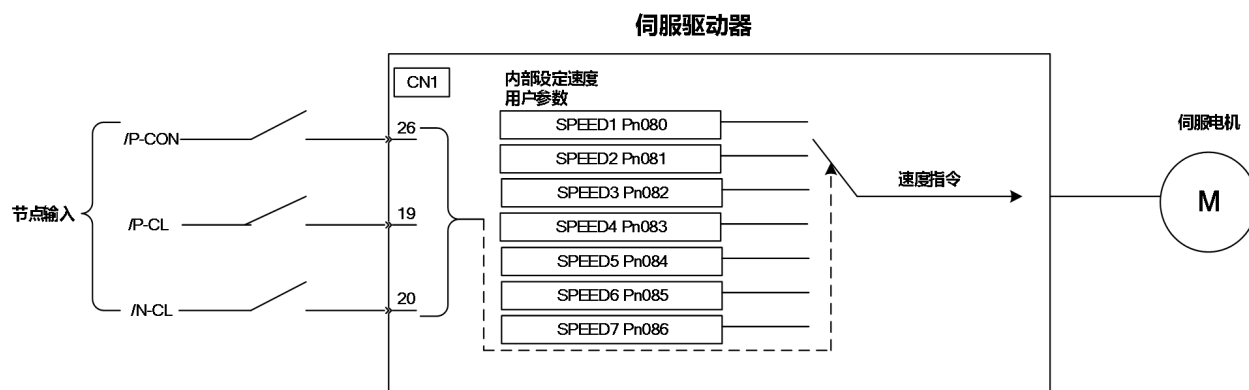 伺服驱动器
CN1
内部设定速度
用户参数
SPEED1 Pn080
SPEED2 Pn081
SPEED3 Pn082
SPEED4 Pn083
SPEED5 Pn084
SPEED6 Pn085
SPEED7 Pn086
节点输入
/P-CON
26
/P-CL
19
/N-CL
20
速度指令
伺服电机
M